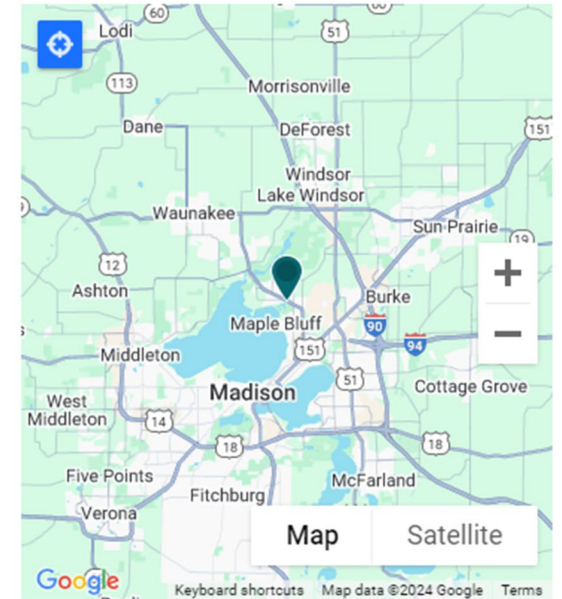 60
Lodi
51
113
Morrisonville
Dane
DeForest
151
Windsor
Lake Windsor
Waunakee
Sun Prairie
19
12
+
Ashton
Burke
Maple Bluff
90
−
151
94
Middleton
51
Madison
Cottage Grove
West
Middleton
14
18
18
Five Points
McFarland
Fitchburg
Verona
Map
Satellite
Google
Keyboard shortcuts
Map data ©2024 Google
Terms